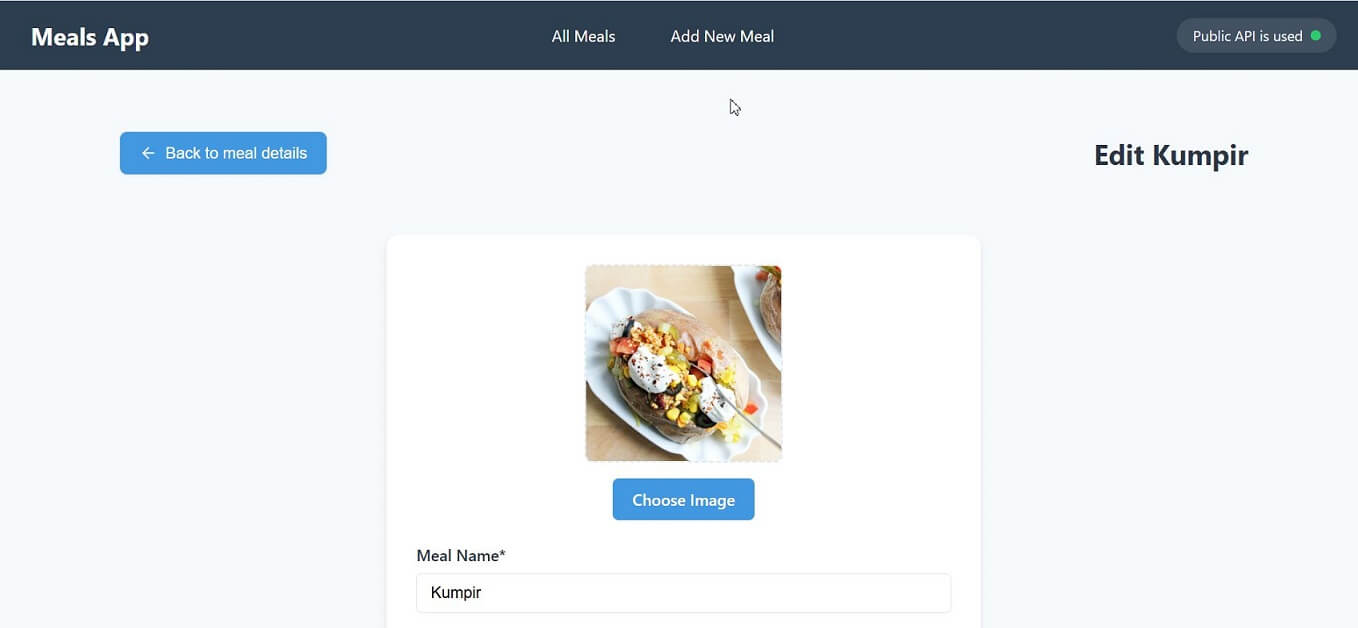 Meals App
All Meals
Add New Meal
Public API is used
Back to meal details
Edit Kumpir
Choose Image
Meal Name*
Kumpir